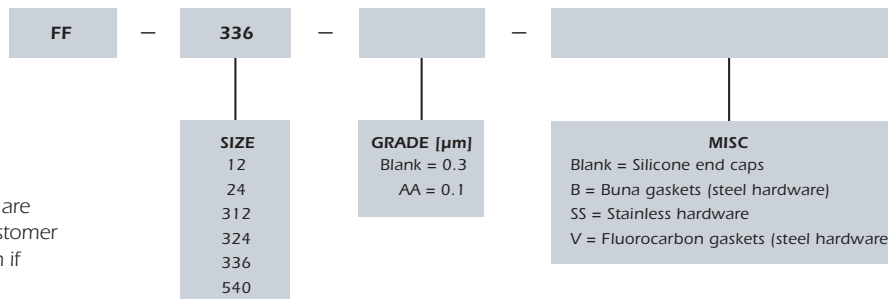 FF – 336 – –
SIZE
12
24
312
324
336
540
GRADE [µm]
Blank = 0.3
AA = 0.1
MISC
Blank = Silicone end caps
B = Buna gaskets (steel hardware)
SS = Stainless hardware
V = Fluorocarbon gaskets (steel hardware
are
stomer
if